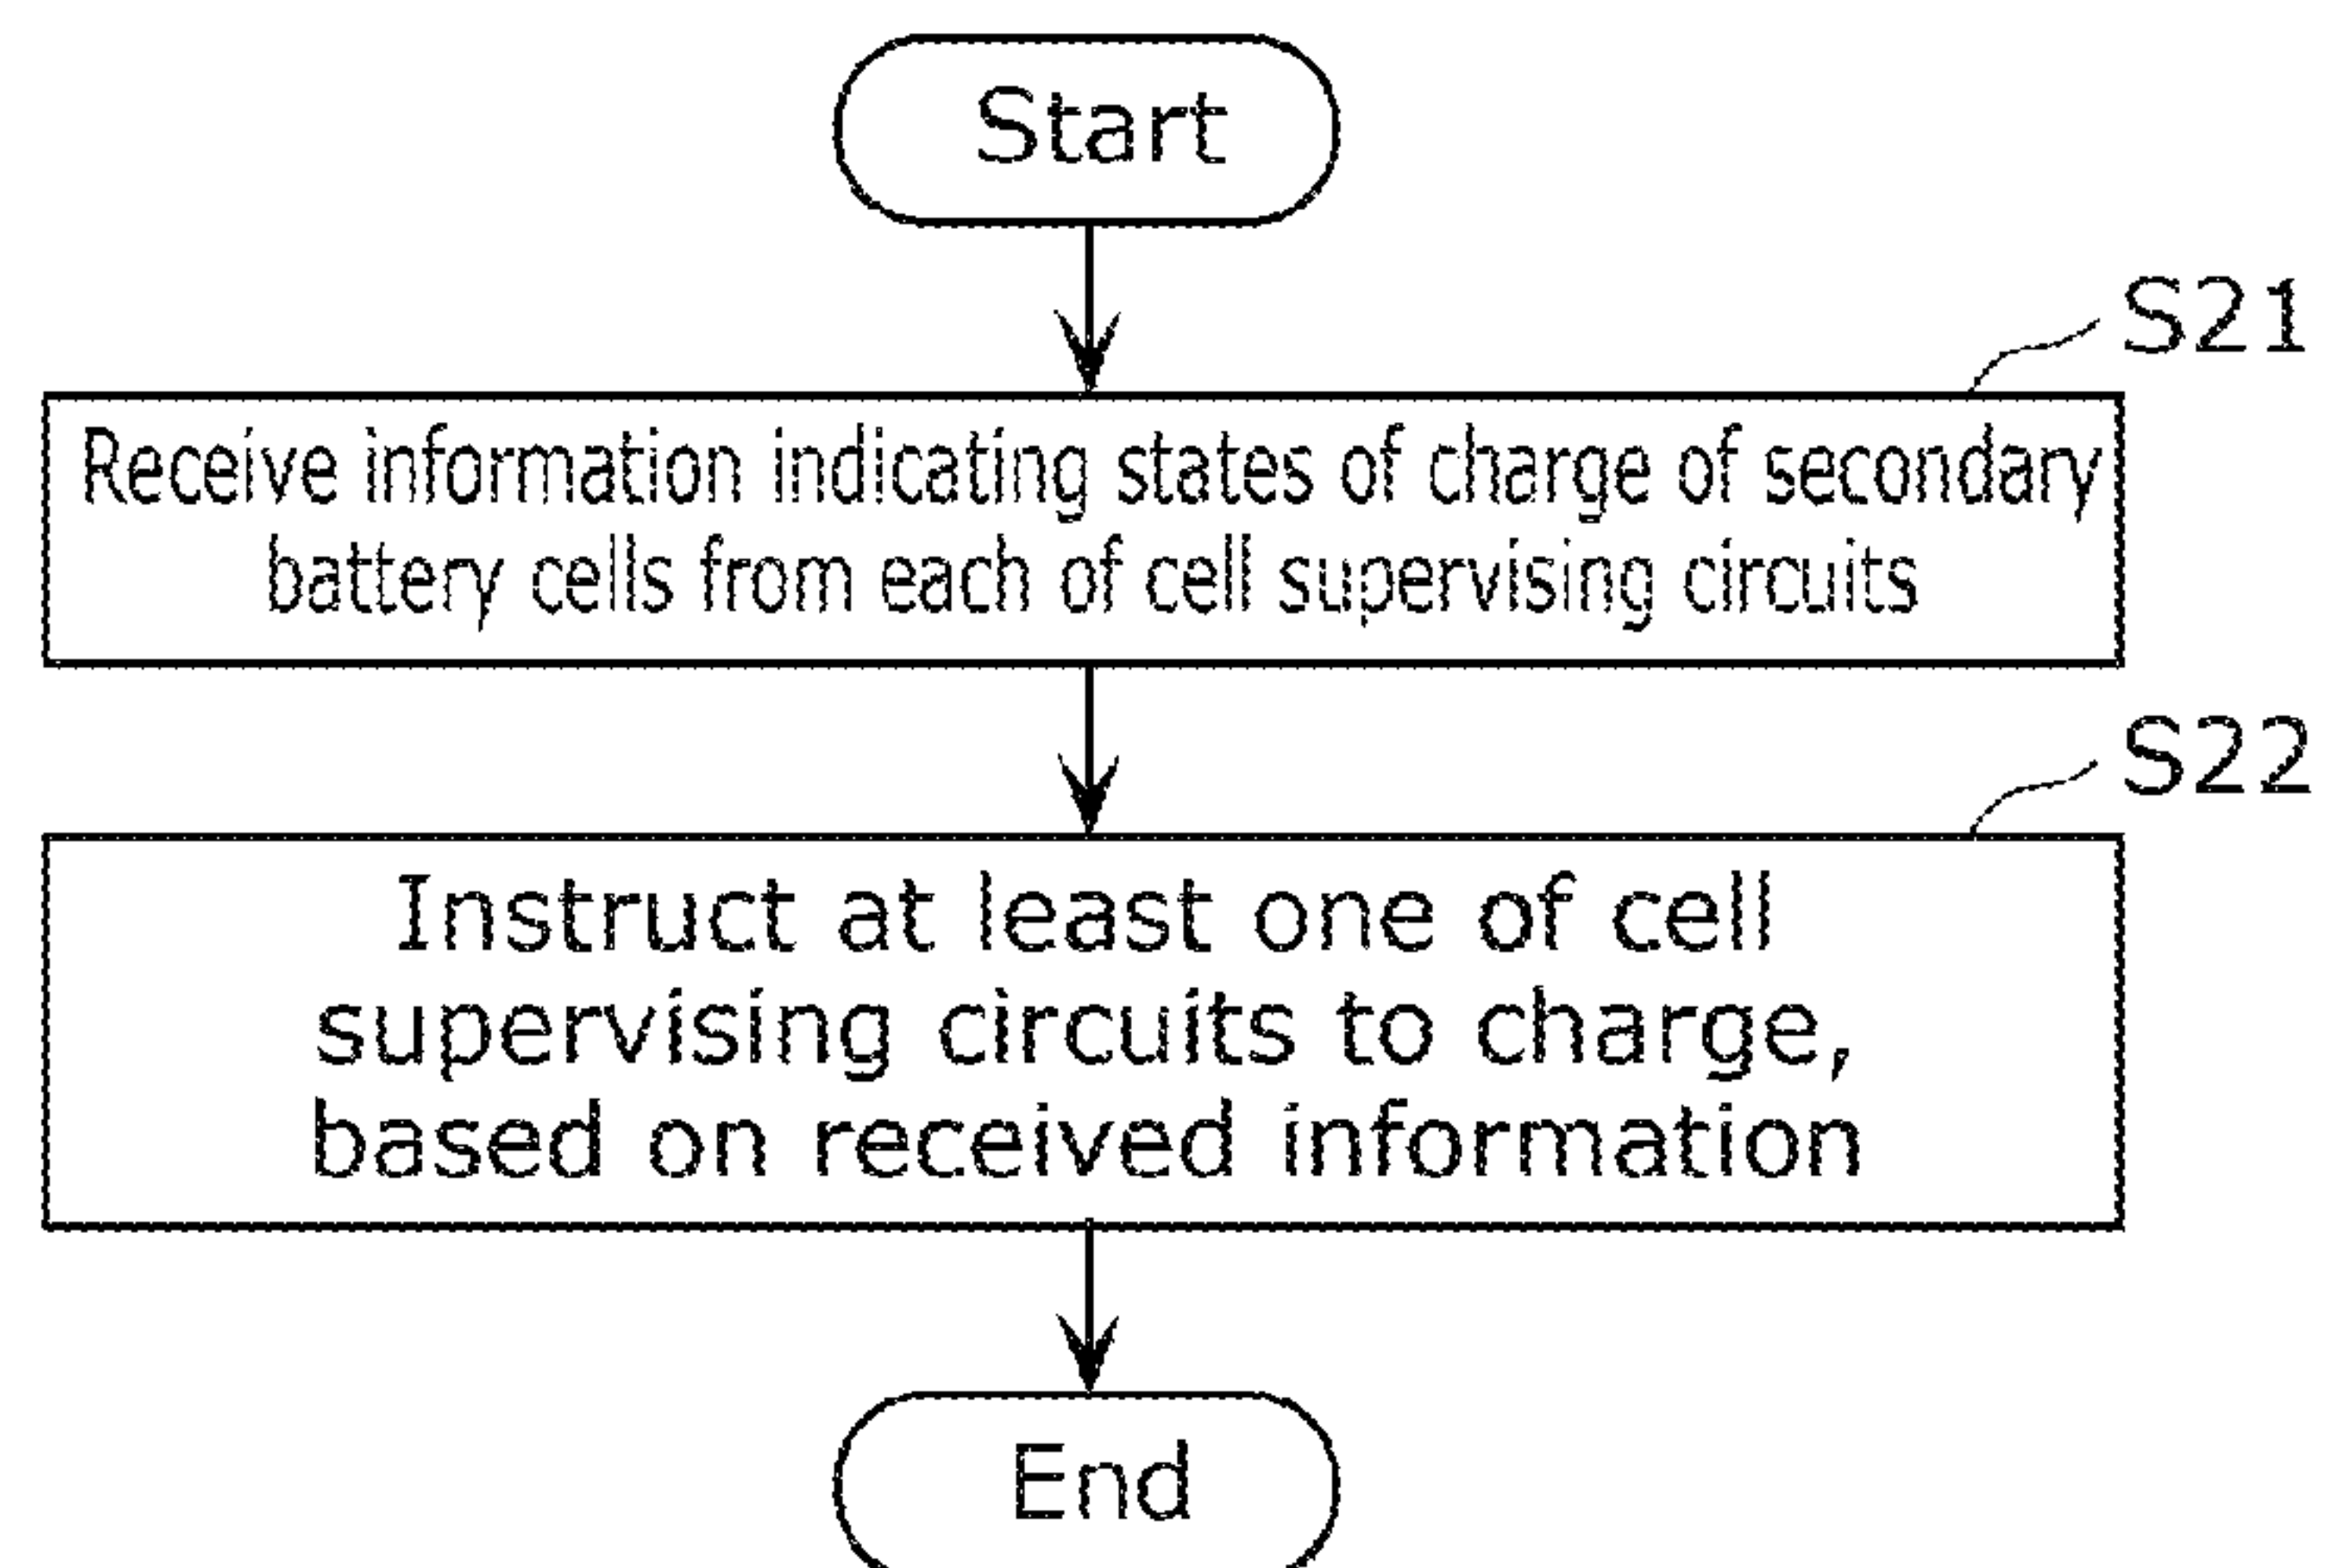 Start
S21
Receive information indicating states of charge of secondary
battery cells from each of cell supervising circuits
S22
Instruct at least one of cell
supervising circuits to charge,
based on received information
End